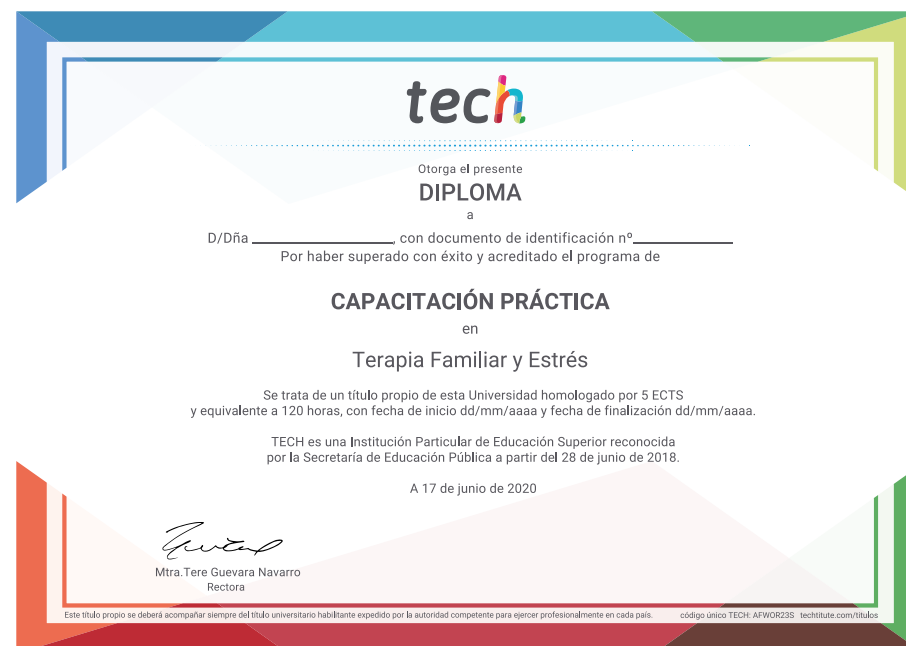 tech
Otorga el presente
DIPLOMA
a
D/Dña ____________________, con documento de identificación nº______________
Por haber superado con éxito y acreditado el programa de
CAPACITACIÓN PRÁCTICA
en
Terapia Familiar y Estrés
Se trata de un título propio de esta Universidad homologado por 5 ECTS
y equivalente a 120 horas, con fecha de inicio dd/mm/aaaa y fecha de finalización dd/mm/aaaa.
TECH es una Institución Particular de Educación Superior reconocida
por la Secretaría de Educación Pública a partir del 28 de junio de 2018.
A 17 de junio de 2020
Mtra.Tere Guevara Navarro
Rectora
Este título propio se deberá acompañar siempre del título universitario habilitante expedido por la autoridad competente para ejercer profesionalmente en cada país. código único TECH: AFWOR23S techtitute.com/titulos